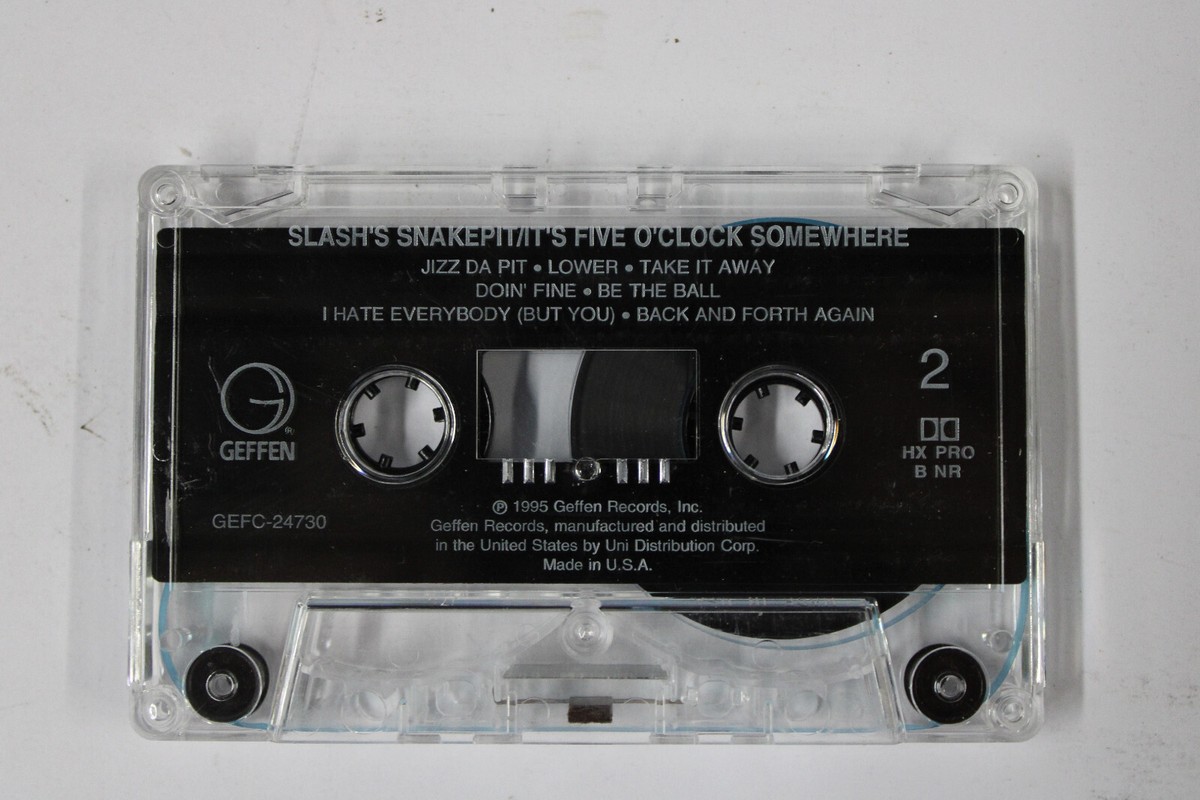 SLASH'S SNAKEPIT/IT'S FIVE O'CLOCK SOMEWHERE
JIZZ DA PIT • LOWER • TAKE IT AWAY
DOIN' FINE • BE THE BALL
I HATE EVERYBODY (BUT YOU) • BACK AND FORTH AGAIN
G®
GEFFEN
2
HX PRO
B NR
GEFC-24730
℗ 1995 Geffen Records, Inc.
Geffen Records, manufactured and distributed
in the United States by Uni Distribution Corp.
Made in U.S.A.